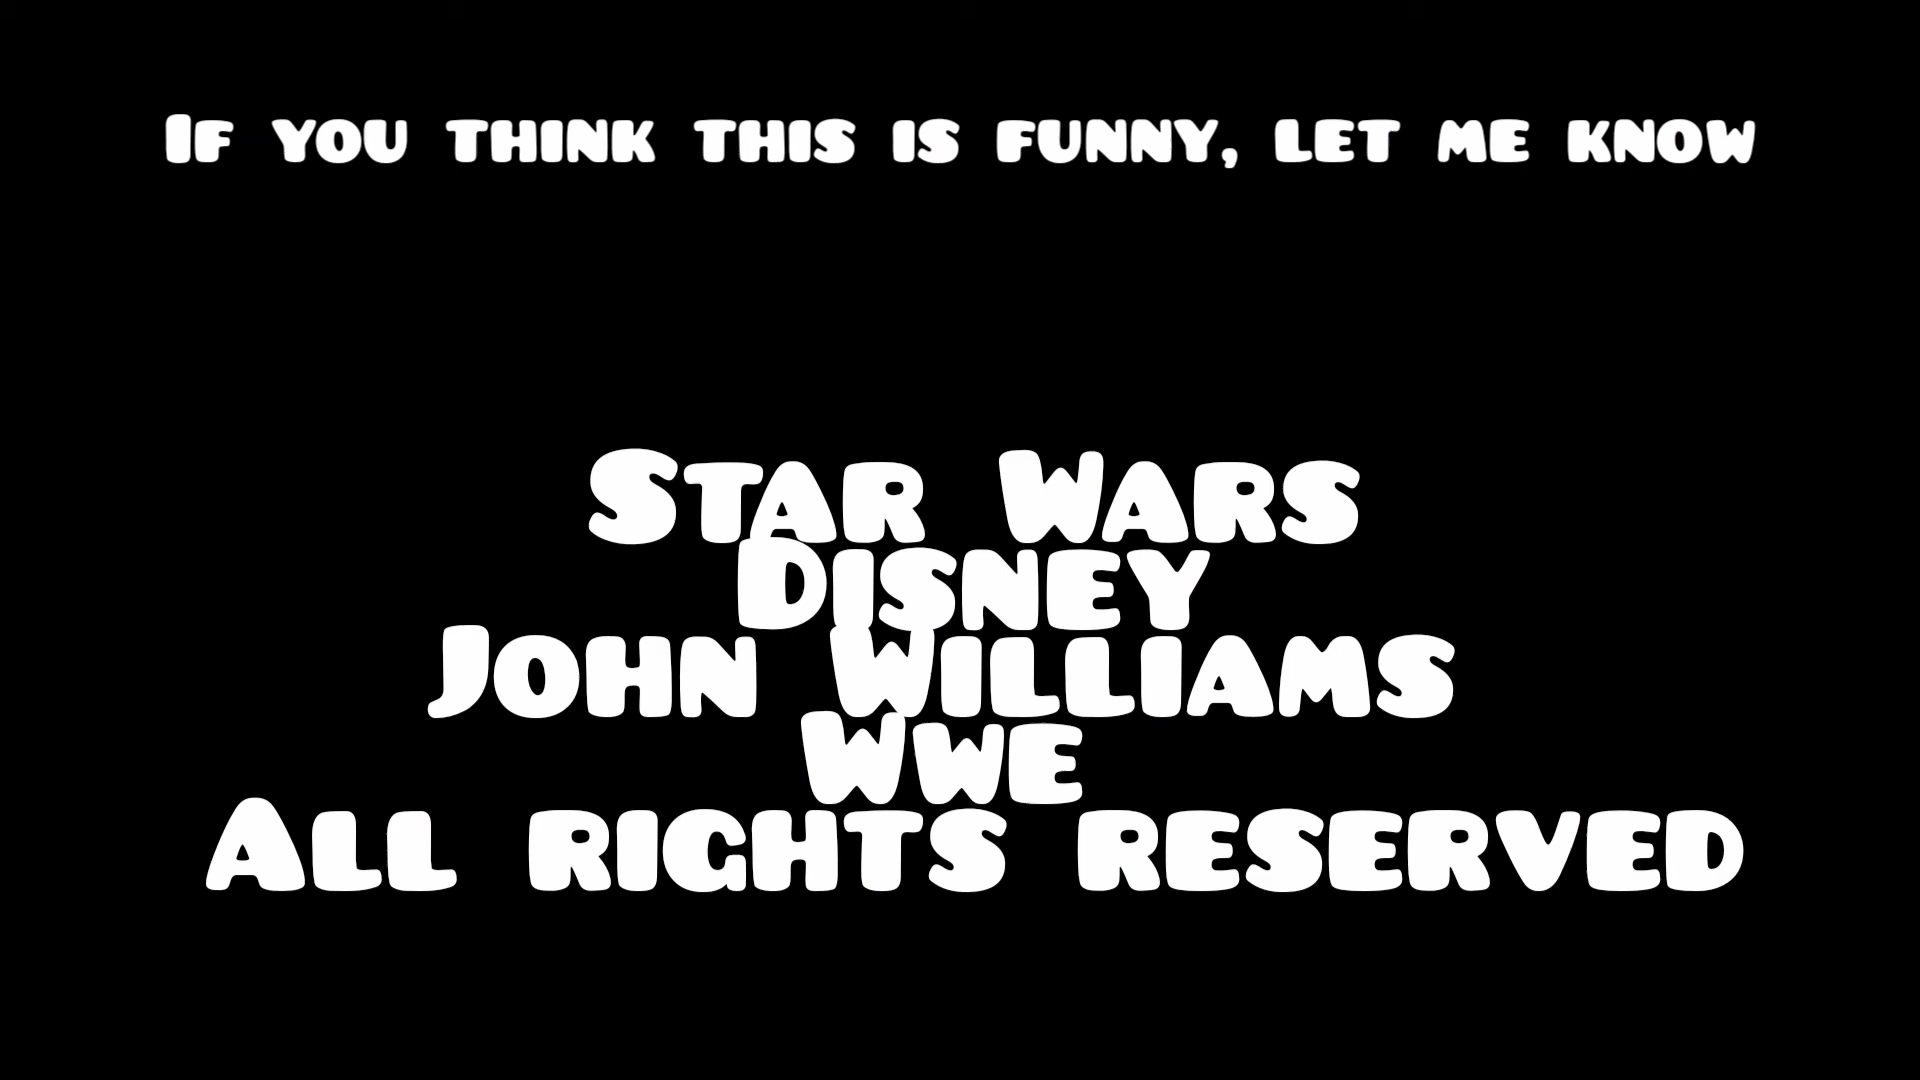 If you think this is funny, let me know
Star Wars
Disney
John Williams
WWE
All rights reserved